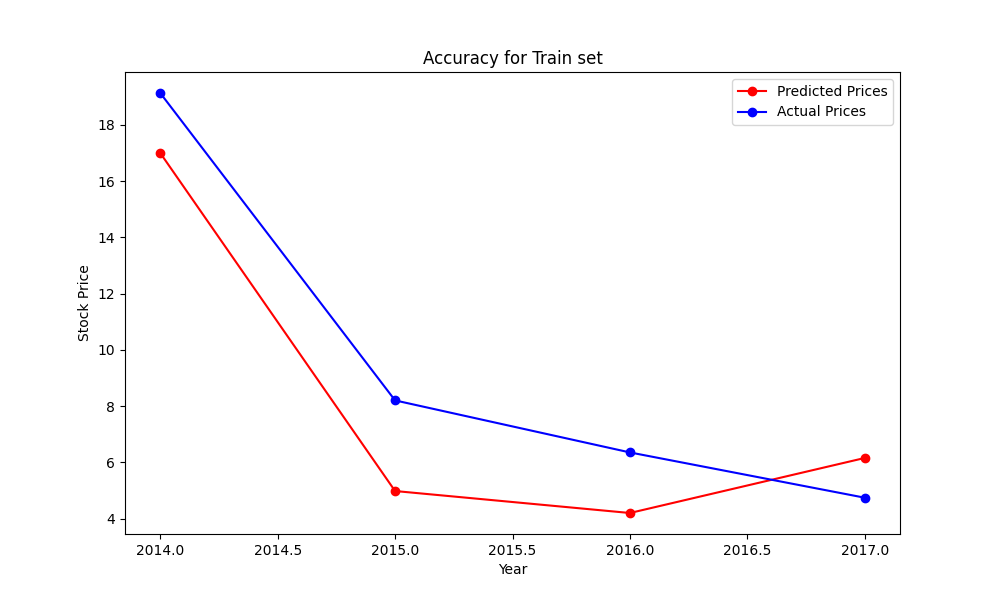 Accuracy for Train set
Predicted Prices
Actual Prices
Stock Price
18
16
14
12
10
8
6
4
2014.0 2014.5 2015.0 2015.5 2016.0 2016.5 2017.0
Year